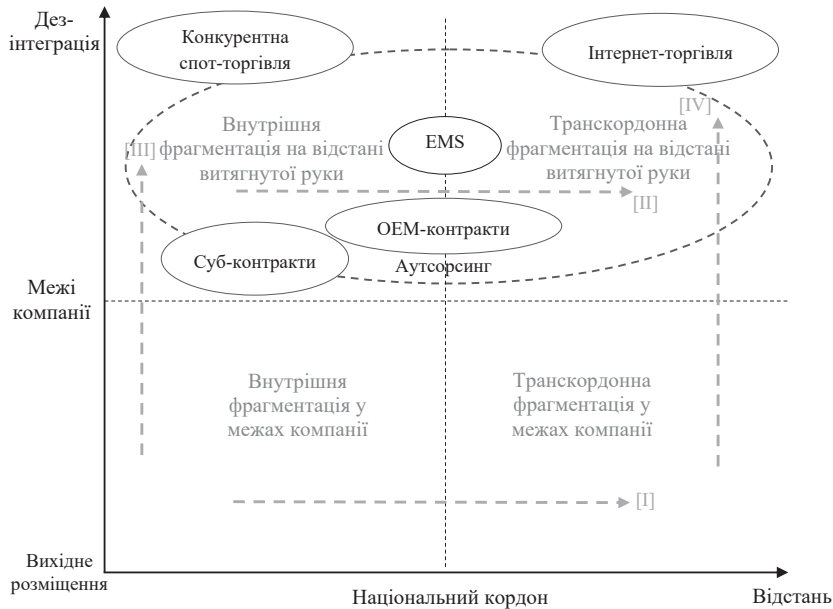 Дез-
інтеграція
Конкурентна
спот-торгівля
Інтернет-торгівля
[IV]
Внутрішня
фрагментація на відстані
витягнутої руки
[III]
EMS
Транскордонна
фрагментація на відстані
витягнутої руки
[II]
OEM-контракти
Суб-контракти
Аутсорсинг
Межі
компанії
Внутрішня
фрагментація у
межах компанії
Транскордонна
фрагментація у
межах компанії
[I]
Вихідне
розміщення
Національний кордон
Відстань